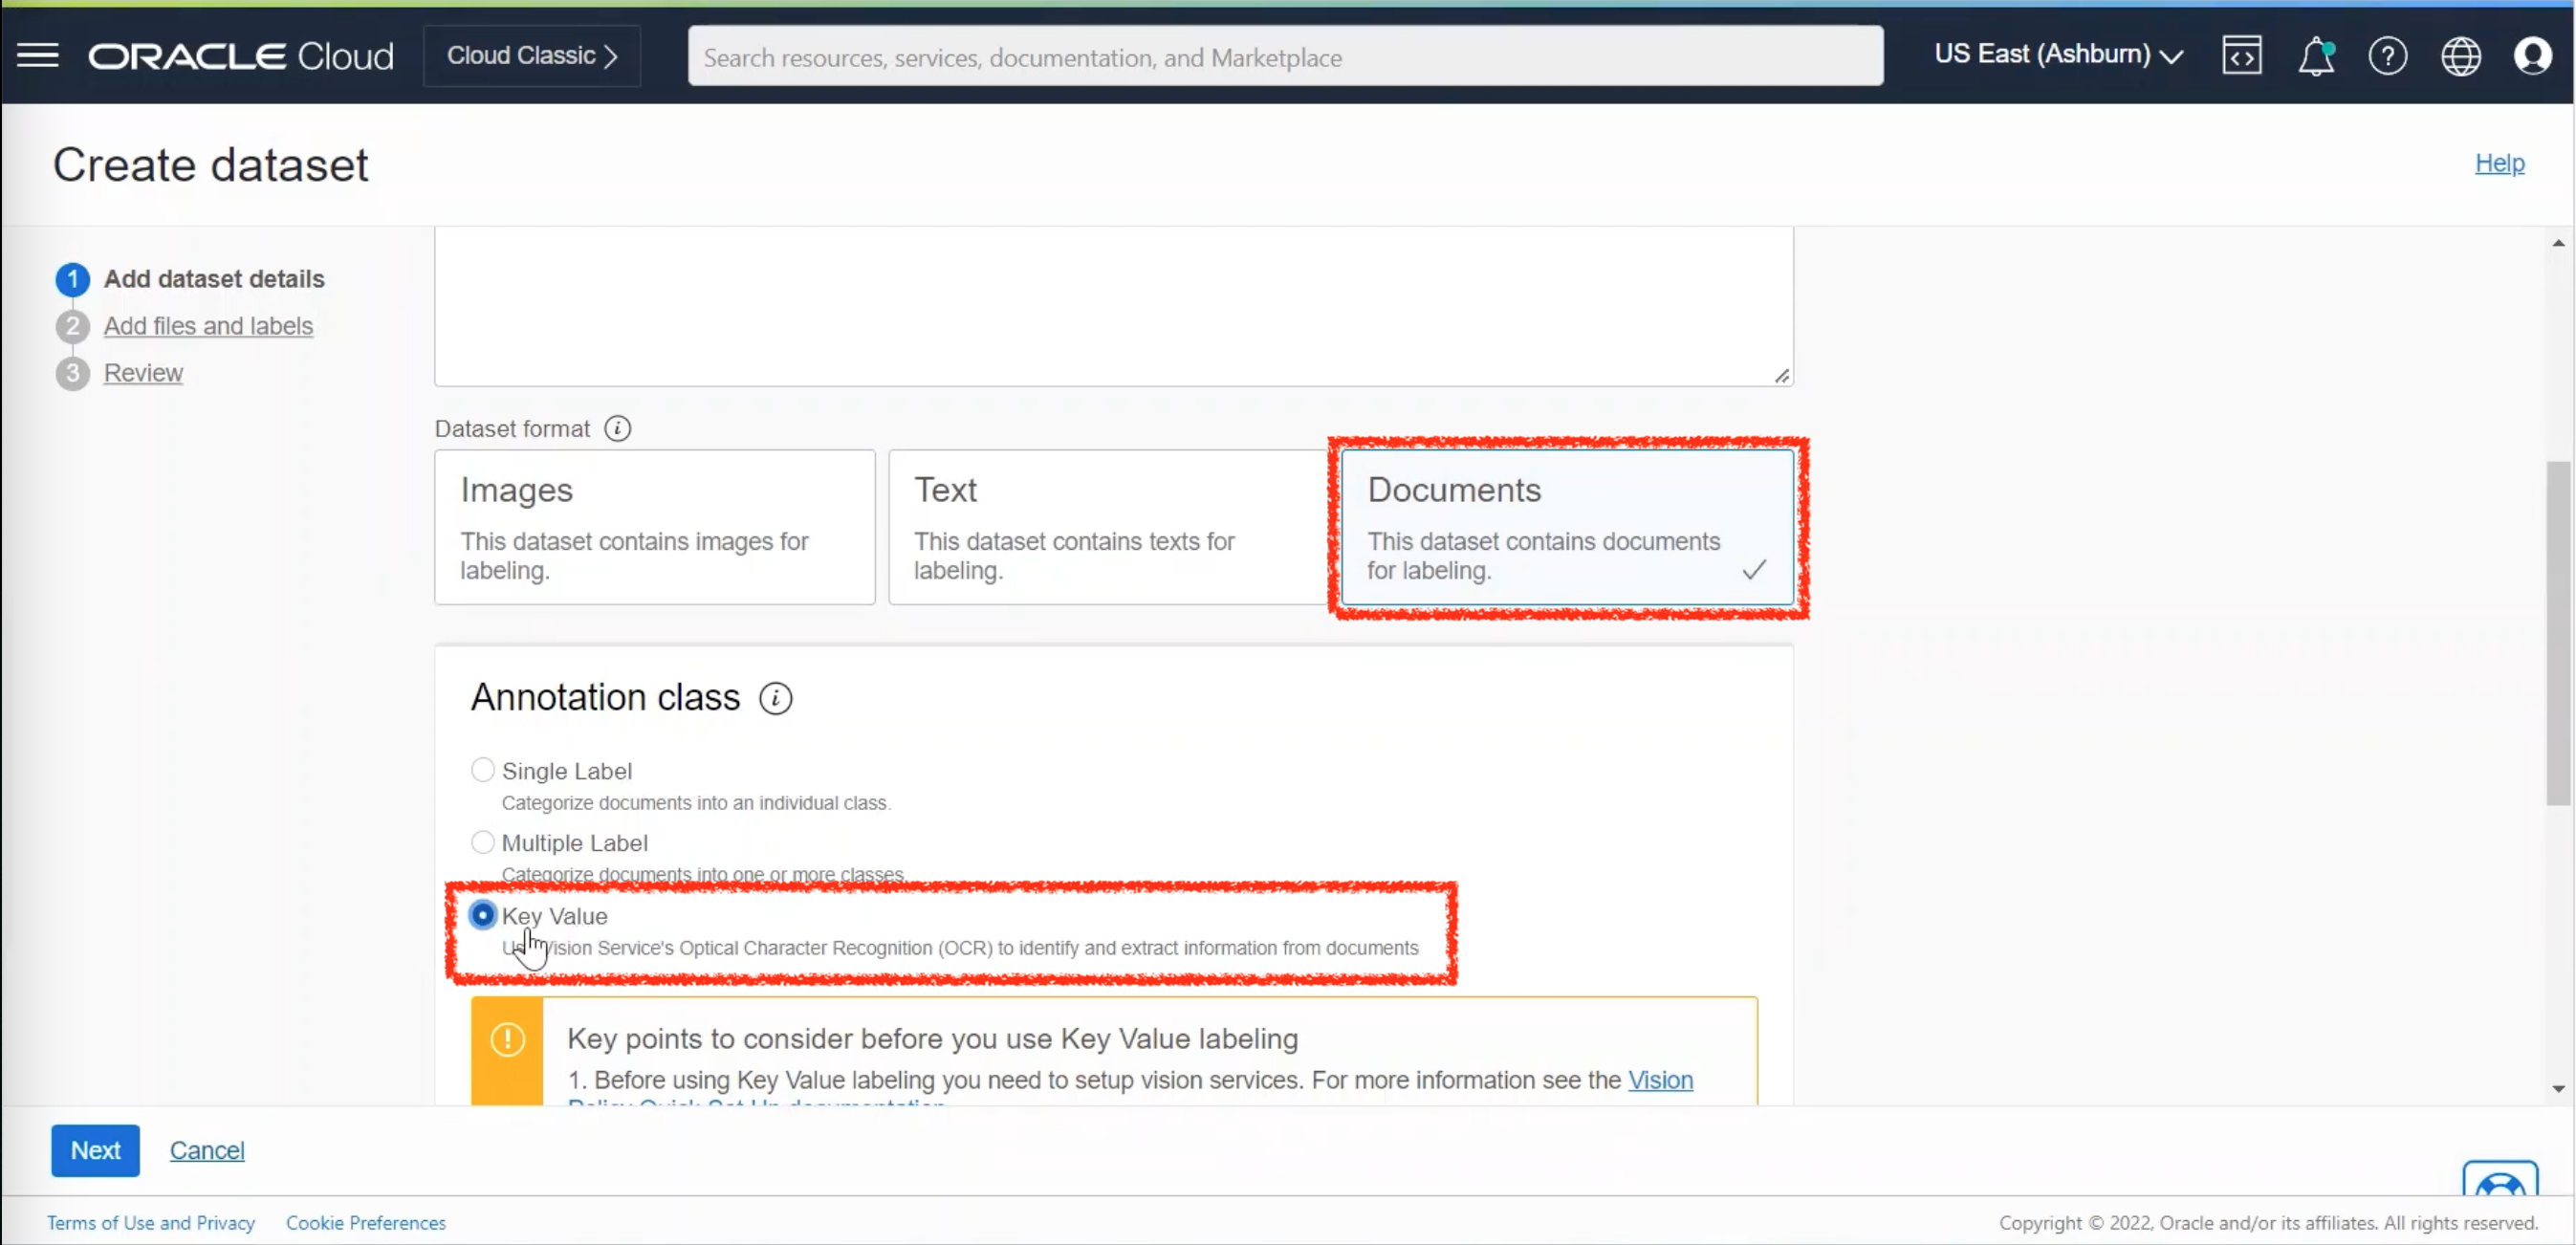 ORACLE Cloud
Cloud Classic
Search resources, services, documentation, and Marketplace
US East (Ashburn)
Create dataset
Help
1 Add dataset details
2 Add files and labels
3 Review
Dataset format
Images
This dataset contains images for
labeling.
Text
This dataset contains texts for
labeling.
Documents
This dataset contains documents
for labeling.
Annotation class
Single Label
Categorize documents into an individual class.
Multiple Label
Categorize documents into one or more classes.
Key Value
Vision Service's Optical Character Recognition (OCR) to identify and extract information from documents
Key points to consider before you use Key Value labeling
1. Before using Key Value labeling you need to setup vision services. For more information see the Vision
Policy Quick Set Up documentation
Next
Cancel
Terms of Use and Privacy
Cookie Preferences
Copyright © 2022, Oracle and/or its affiliates. All rights reserved.